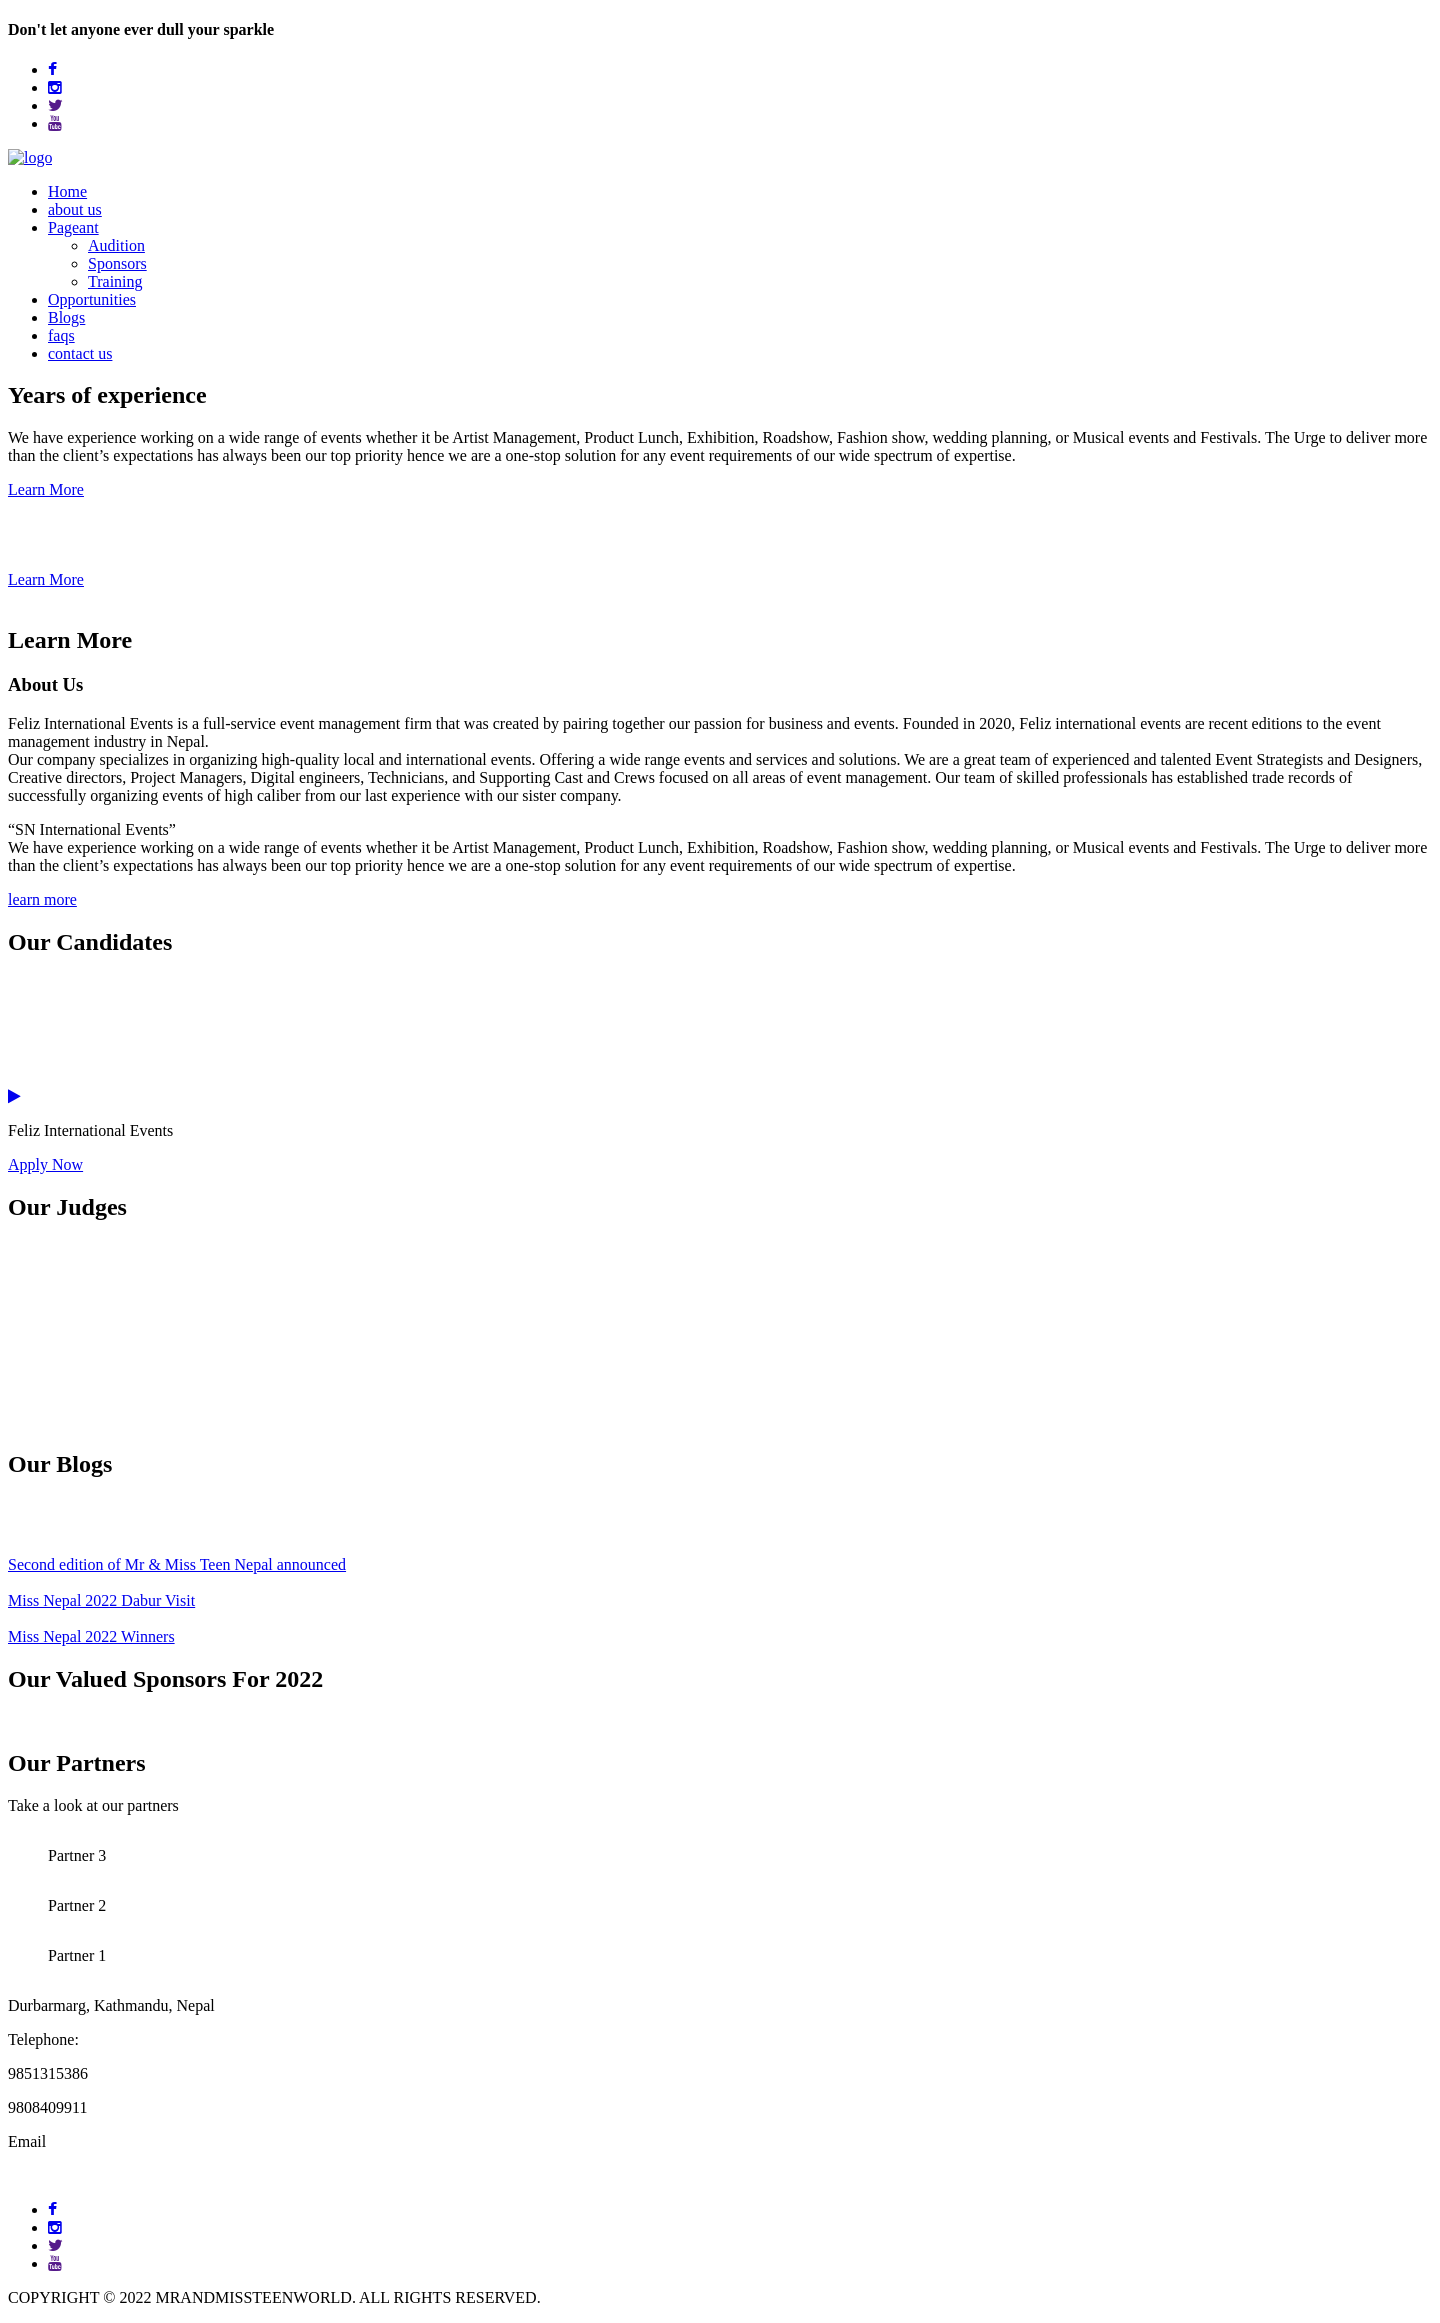 Don't let anyone ever dull your sparkle
logo
Home
about us
Pageant
Audition
Sponsors
Training
Opportunities
Blogs
faqs
contact us
Years of experience
We have experience working on a wide range of events whether it be Artist Management, Product Lunch, Exhibition, Roadshow, Fashion show, wedding planning, or Musical events and Festivals. The Urge to deliver more
than the client’s expectations has always been our top priority hence we are a one-stop solution for any event requirements of our wide spectrum of expertise.
Learn More
Learn More
Learn More
About Us
Feliz International Events is a full-service event management firm that was created by pairing together our passion for business and events. Founded in 2020, Feliz international events are recent editions to the event
management industry in Nepal.
Our company specializes in organizing high-quality local and international events. Offering a wide range events and services and solutions. We are a great team of experienced and talented Event Strategists and Designers,
Creative directors, Project Managers, Digital engineers, Technicians, and Supporting Cast and Crews focused on all areas of event management. Our team of skilled professionals has established trade records of
successfully organizing events of high caliber from our last experience with our sister company.
“SN International Events”
We have experience working on a wide range of events whether it be Artist Management, Product Lunch, Exhibition, Roadshow, Fashion show, wedding planning, or Musical events and Festivals. The Urge to deliver more
than the client’s expectations has always been our top priority hence we are a one-stop solution for any event requirements of our wide spectrum of expertise.
learn more
Our Candidates
Feliz International Events
Apply Now
Our Judges
Our Blogs
Second edition of Mr & Miss Teen Nepal announced
Miss Nepal 2022 Dabur Visit
Miss Nepal 2022 Winners
Our Valued Sponsors For 2022
Our Partners
Take a look at our partners
Partner 3
Partner 2
Partner 1
Durbarmarg, Kathmandu, Nepal
Telephone:
9851315386
9808409911
Email
COPYRIGHT © 2022 MRANDMISSTEENWORLD. ALL RIGHTS RESERVED.